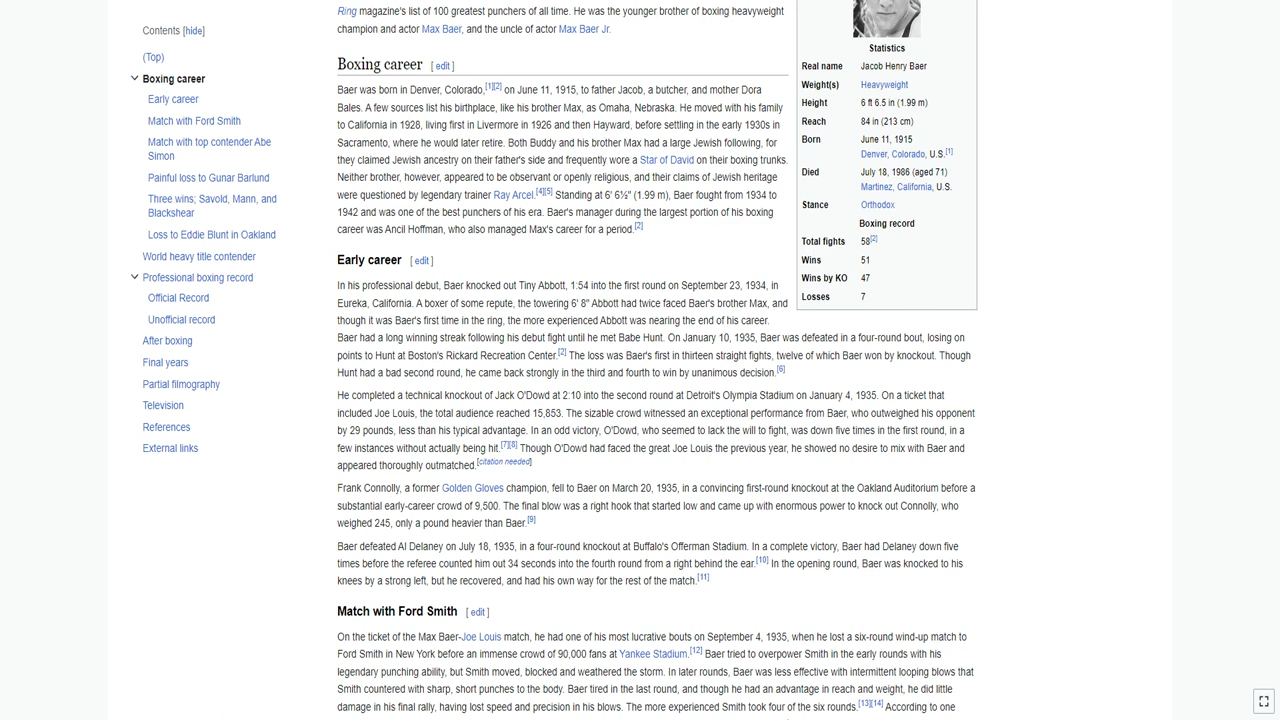 Contents [hide]
(Top)
Boxing career
Early career
Match with Ford Smith
Match with top contender Abe
Simon
Painful loss to Gunar Barlund
Three wins; Savold, Mann, and
Blackshear
Loss to Eddie Blunt in Oakland
World heavy title contender
Professional boxing record
Official Record
Unofficial record
After boxing
Final years
Partial filmography
Television
References
External links
Ring magazine's list of 100 greatest punchers of all time. He was the younger brother of boxing heavyweight
champion and actor Max Baer, and the uncle of actor Max Baer Jr.
Boxing career [ edit ]
Baer was born in Denver, Colorado,[1][2] on June 11, 1915, to father Jacob, a butcher, and mother Dora
Bales. A few sources list his birthplace, like his brother Max, as Omaha, Nebraska. He moved with his family
to California in 1928, living first in Livermore in 1926 and then Hayward, before settling in the early 1930s in
Sacramento, where he would later retire. Both Buddy and his brother Max had a large Jewish following, for
they claimed Jewish ancestry on their father's side and frequently wore a Star of David on their boxing trunks.
Neither brother, however, appeared to be observant or openly religious, and their claims of Jewish heritage
were questioned by legendary trainer Ray Arcel.[4][5] Standing at 6' 6½" (1.99 m), Baer fought from 1934 to
1942 and was one of the best punchers of his era. Baer's manager during the largest portion of his boxing
career was Ancil Hoffman, who also managed Max's career for a period.[2]
Early career [ edit ]
In his professional debut, Baer knocked out Tiny Abbott, 1:54 into the first round on September 23, 1934, in
Eureka, California. A boxer of some repute, the towering 6' 8" Abbott had twice faced Baer's brother Max, and
though it was Baer's first time in the ring, the more experienced Abbott was nearing the end of his career.
Baer had a long winning streak following his debut fight until he met Babe Hunt. On January 10, 1935, Baer was defeated in a four-round bout, losing on
points to Hunt at Boston's Rickard Recreation Center.[2] The loss was Baer's first in thirteen straight fights, twelve of which Baer won by knockout. Though
Hunt had a bad second round, he came back strongly in the third and fourth to win by unanimous decision.[6]
He completed a technical knockout of Jack O'Dowd at 2:10 into the second round at Detroit's Olympia Stadium on January 4, 1935. On a ticket that
included Joe Louis, the total audience reached 15,853. The sizable crowd witnessed an exceptional performance from Baer, who outweighed his opponent
by 29 pounds, less than his typical advantage. In an odd victory, O'Dowd, who seemed to lack the will to fight, was down five times in the first round, in a
few instances without actually being hit.[7][8] Though O'Dowd had faced the great Joe Louis the previous year, he showed no desire to mix with Baer and
appeared thoroughly outmatched.[citation needed]
Frank Connolly, a former Golden Gloves champion, fell to Baer on March 20, 1935, in a convincing first-round knockout at the Oakland Auditorium before a
substantial early-career crowd of 9,500. The final blow was a right hook that started low and came up with enormous power to knock out Connolly, who
weighed 245, only a pound heavier than Baer.[9]
Baer defeated Al Delaney on July 18, 1935, in a four-round knockout at Buffalo's Offerman Stadium. In a complete victory, Baer had Delaney down five
times before the referee counted him out 34 seconds into the fourth round from a right behind the ear.[10] In the opening round, Baer was knocked to his
knees by a strong left, but he recovered, and had his own way for the rest of the match.[11]
Match with Ford Smith [ edit ]
On the ticket of the Max Baer-Joe Louis match, he had one of his most lucrative bouts on September 4, 1935, when he lost a six-round wind-up match to
Ford Smith in New York before an immense crowd of 90,000 fans at Yankee Stadium.[12] Baer tried to overpower Smith in the early rounds with his
legendary punching ability, but Smith moved, blocked and weathered the storm. In later rounds, Baer was less effective with intermittent looping blows that
Smith countered with sharp, short punches to the body. Baer tired in the last round, and though he had an advantage in reach and weight, he did little
damage in his final rally, having lost speed and precision in his blows. The more experienced Smith took four of the six rounds.[13][14] According to one
Statistics
Real name Jacob Henry Baer
Weight(s) Heavyweight
Height 6 ft 6.5 in (1.99 m)
Reach 84 in (213 cm)
Born June 11, 1915
Denver, Colorado, U.S.[1]
Died July 18, 1986 (aged 71)
Martinez, California, U.S.
Stance Orthodox
Boxing record
Total fights 58[2]
Wins 51
Wins by KO 47
Losses 7